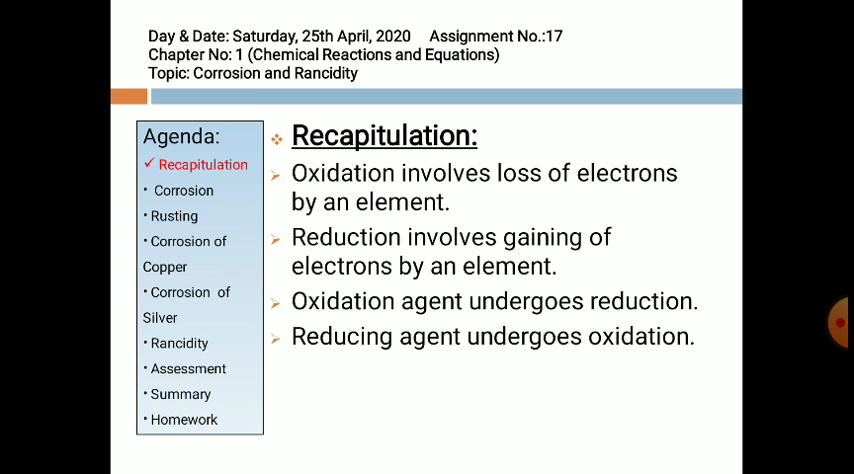 Day & Date: Saturday, 25th April, 2020 Assignment No.:17
Chapter No: 1 (Chemical Reactions and Equations)
Topic: Corrosion and Rancidity
Agenda:
✓ Recapitulation
• Corrosion
• Rusting
• Corrosion of
Copper
• Corrosion of
Silver
• Rancidity
• Assessment
• Summary
• Homework
❖ Recapitulation:
➢ Oxidation involves loss of electrons
by an element.
➢ Reduction involves gaining of
electrons by an element.
➢ Oxidation agent undergoes reduction.
➢ Reducing agent undergoes oxidation.